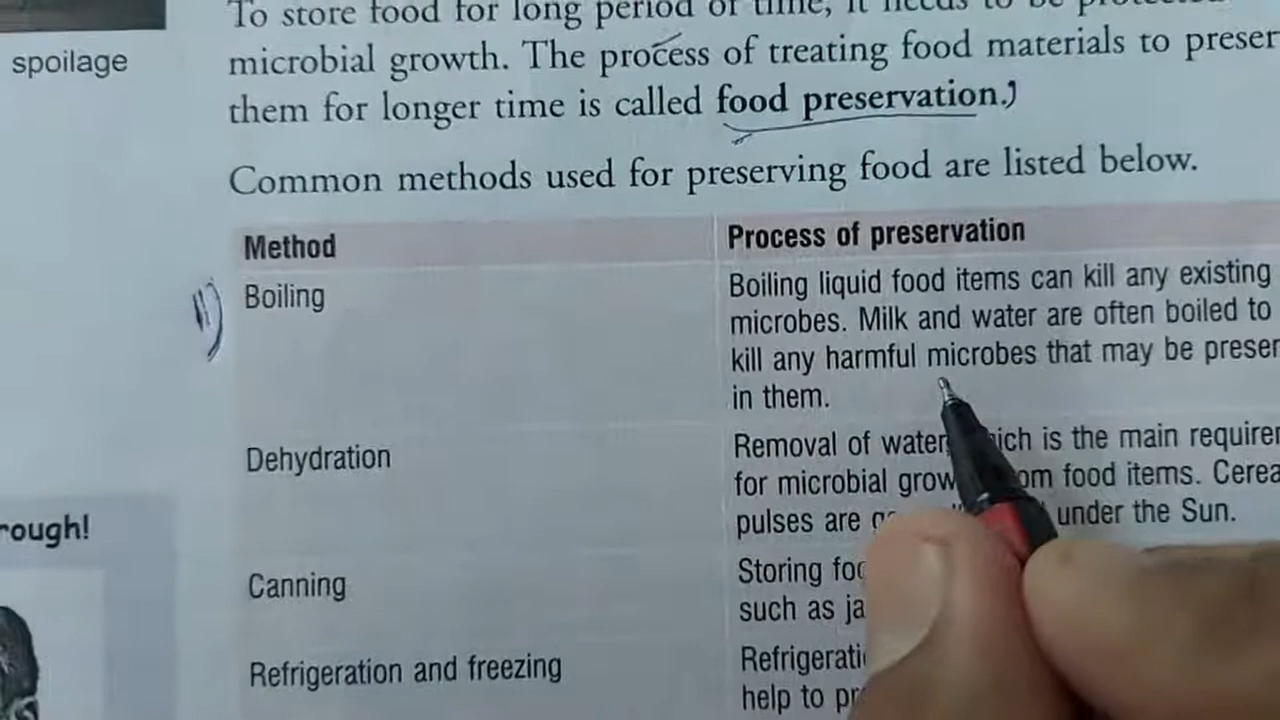 spoilage
To store food for long period of time, it needs to be protected
microbial growth. The process of treating food materials to preser
them for longer time is called food preservation.
Common methods used for preserving food are listed below.
Method
Process of preservation
Boiling
Boiling liquid food items can kill any existing
microbes. Milk and water are often boiled to
kill any harmful microbes that may be presen
in them.
Dehydration
Removal of water, which is the main require
for microbial grow om food items. Cerea
pulses are under the Sun.
rough!
Canning
Storing foo
such as ja
Refrigeration and freezing
Refrigerati
help to pr